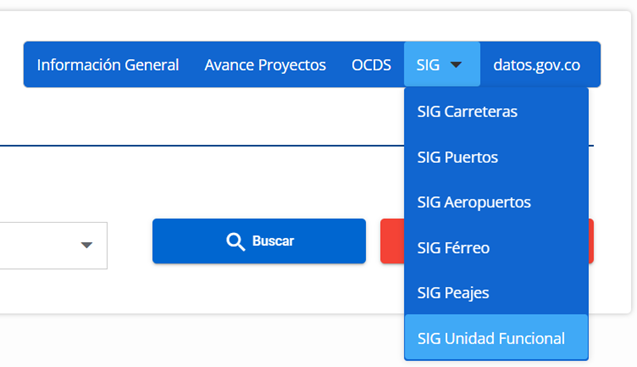 Información General Avance Proyectos OCDS SIG datos.gov.co
SIG Carreteras
SIG Puertos
SIG Aeropuertos
Buscar
SIG Férreo
SIG Peajes
SIG Unidad Funcional